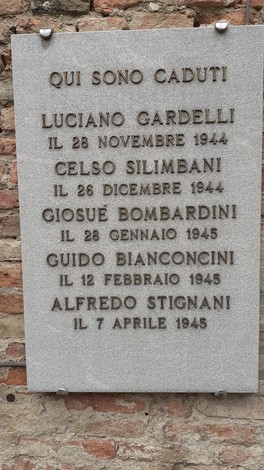 QUI SONO CADUTI
LUCIANO GARDELLI
IL 28 NOVEMBRE 1944
CELSO SILIMBANI
IL 26 DICEMBRE 1944
GIOSUÉ BOMBARDINI
IL 28 GENNAIO 1945
GUIDO BIANCONCINI
IL 12 FEBBRAIO 1945
ALFREDO STIGNANI
IL 7 APRILE 1945